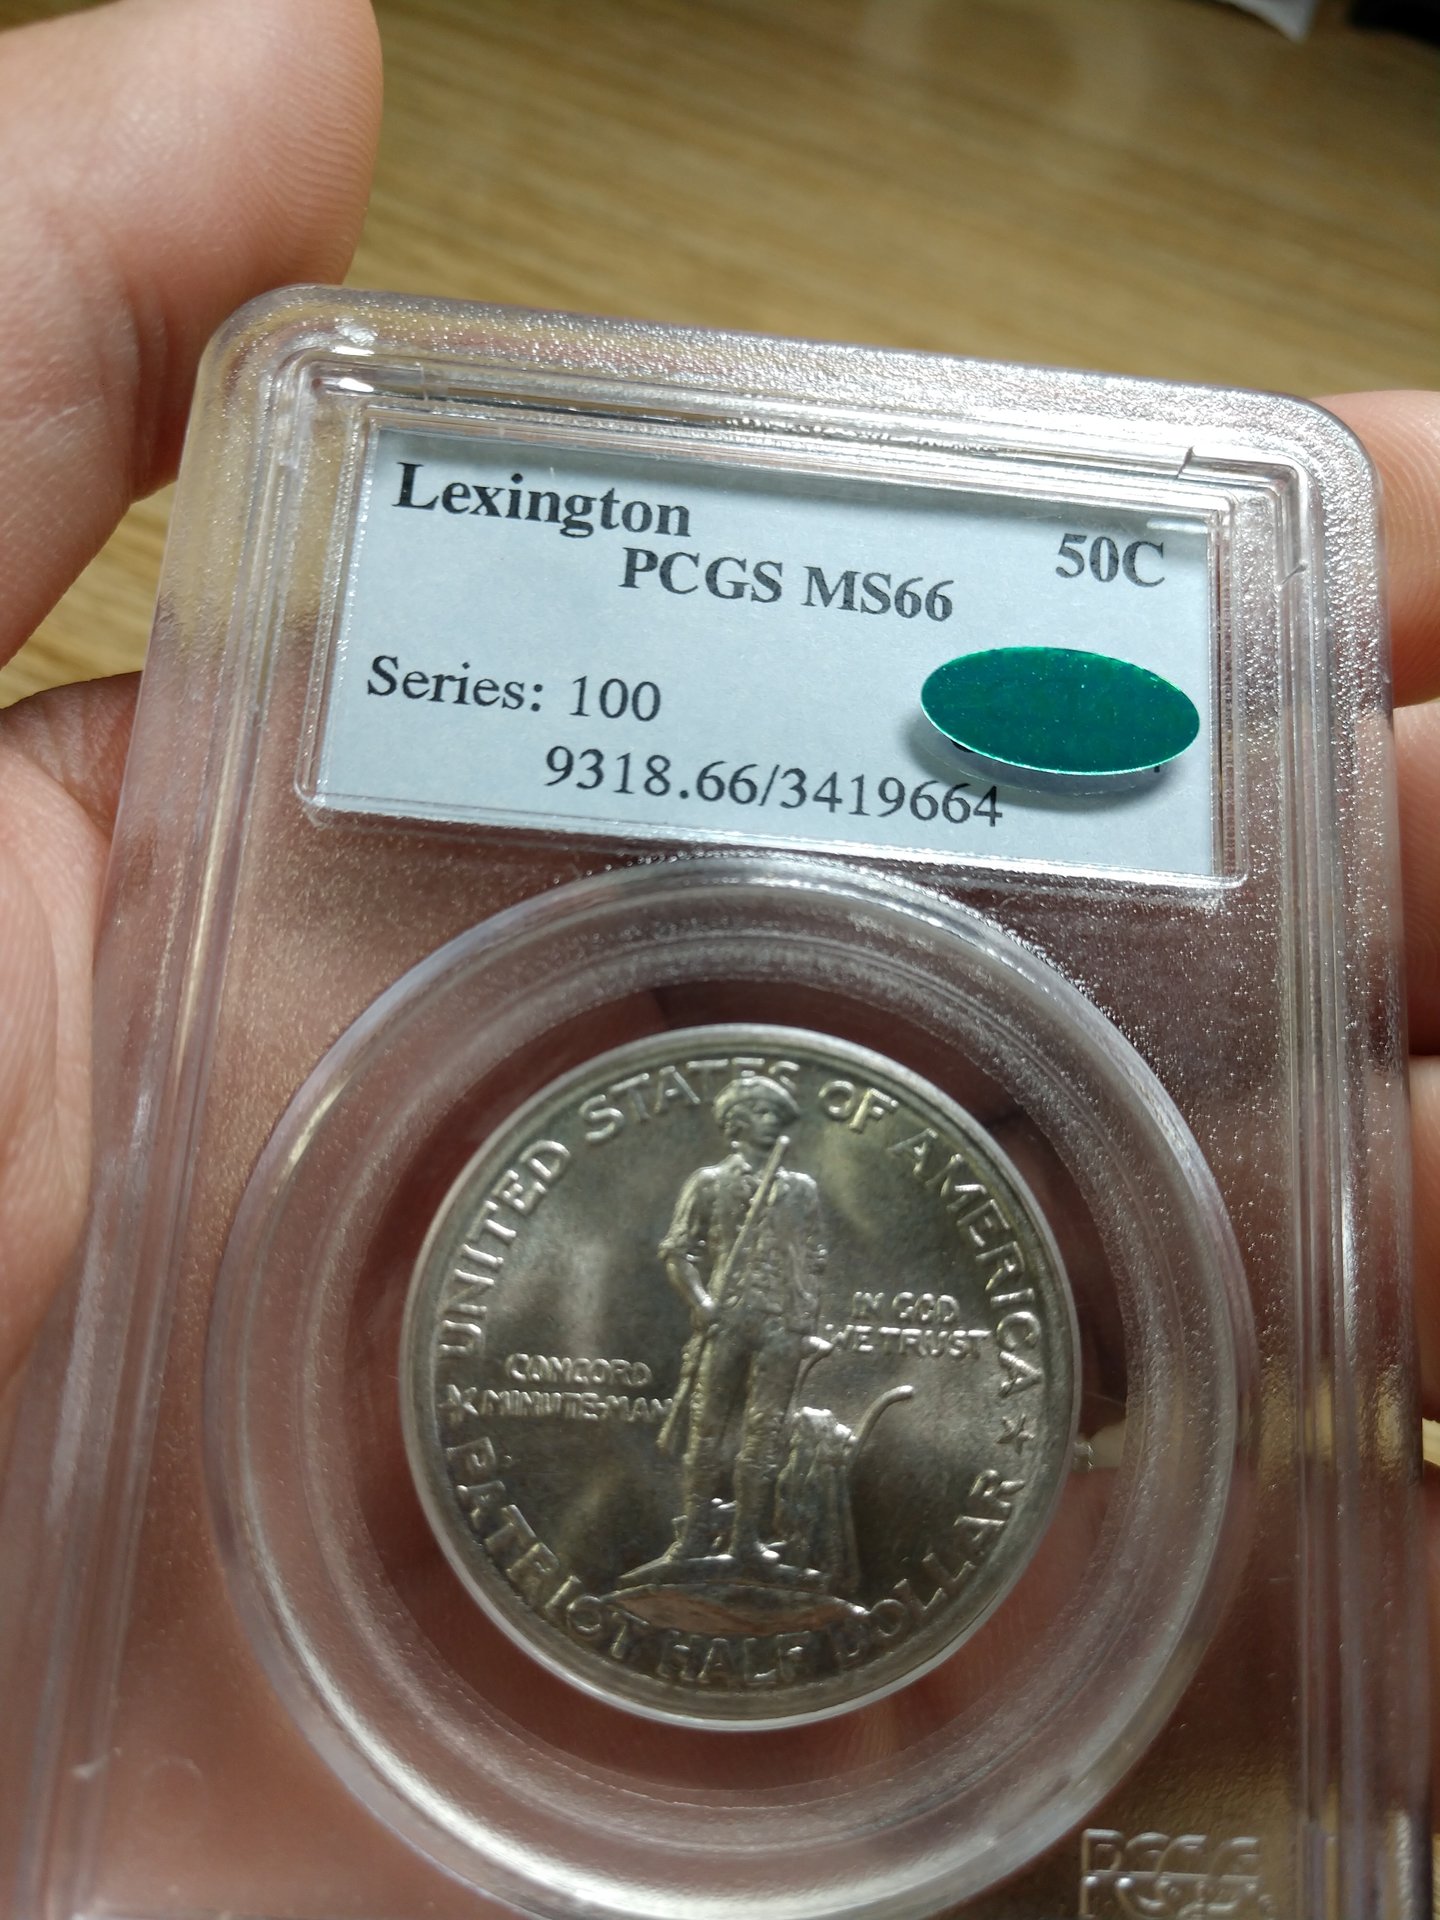 Lexington
50C
PCGS MS66
Series: 100
9318.66/3419664
UNITED STATES OF AMERICA
IN GOD
WE TRUST
CONCORD
MINUTE-MAN
PATRIOT HALF DOLLAR
PCGS